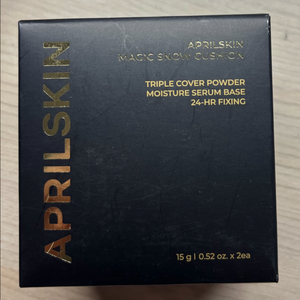 APRILSKIN
APRILSKIN
MAGIC SNOW CUSHION
TRIPLE COVER POWDER
MOISTURE SERUM BASE
24-HR FIXING
15 g l 0.52 oz. x 2ea